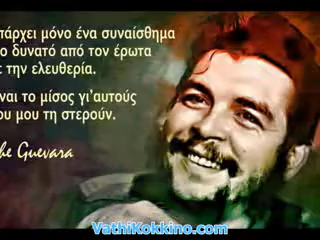 πάρχει μόνο ένα συναίσθημα
ο δυνατό από τον έρωτα
την ελευθερία.
ναι το μίσος γι'αυτούς
ου μου τη στερούν.
he Guevara
VathiKokkino.com